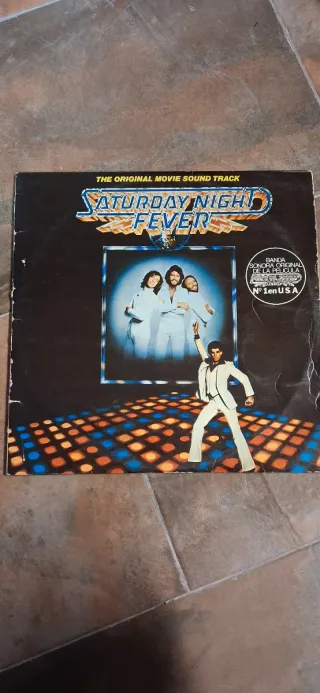 THE ORIGINAL MOVIE SOUND TRACK
SATURDAY NIGHT
FEVER
BANDA
SONORA ORIGINAL
DE LA PELICULA
Nº 1 en U S A